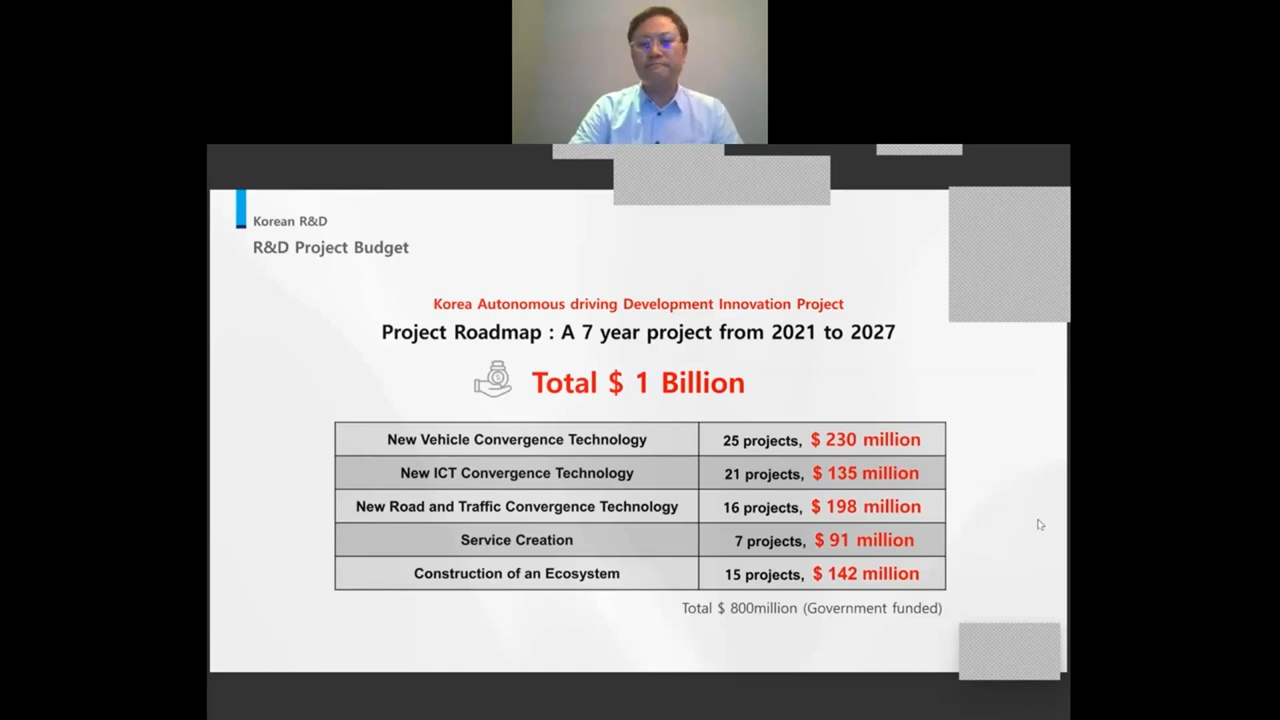 Korean R&D
R&D Project Budget
Korea Autonomous driving Development Innovation Project
Project Roadmap : A 7 year project from 2021 to 2027
Total $ 1 Billion
New Vehicle Convergence Technology 25 projects, $ 230 million
New ICT Convergence Technology 21 projects, $ 135 million
New Road and Traffic Convergence Technology 16 projects, $ 198 million
Service Creation 7 projects, $ 91 million
Construction of an Ecosystem 15 projects, $ 142 million
Total $ 800million (Government funded)